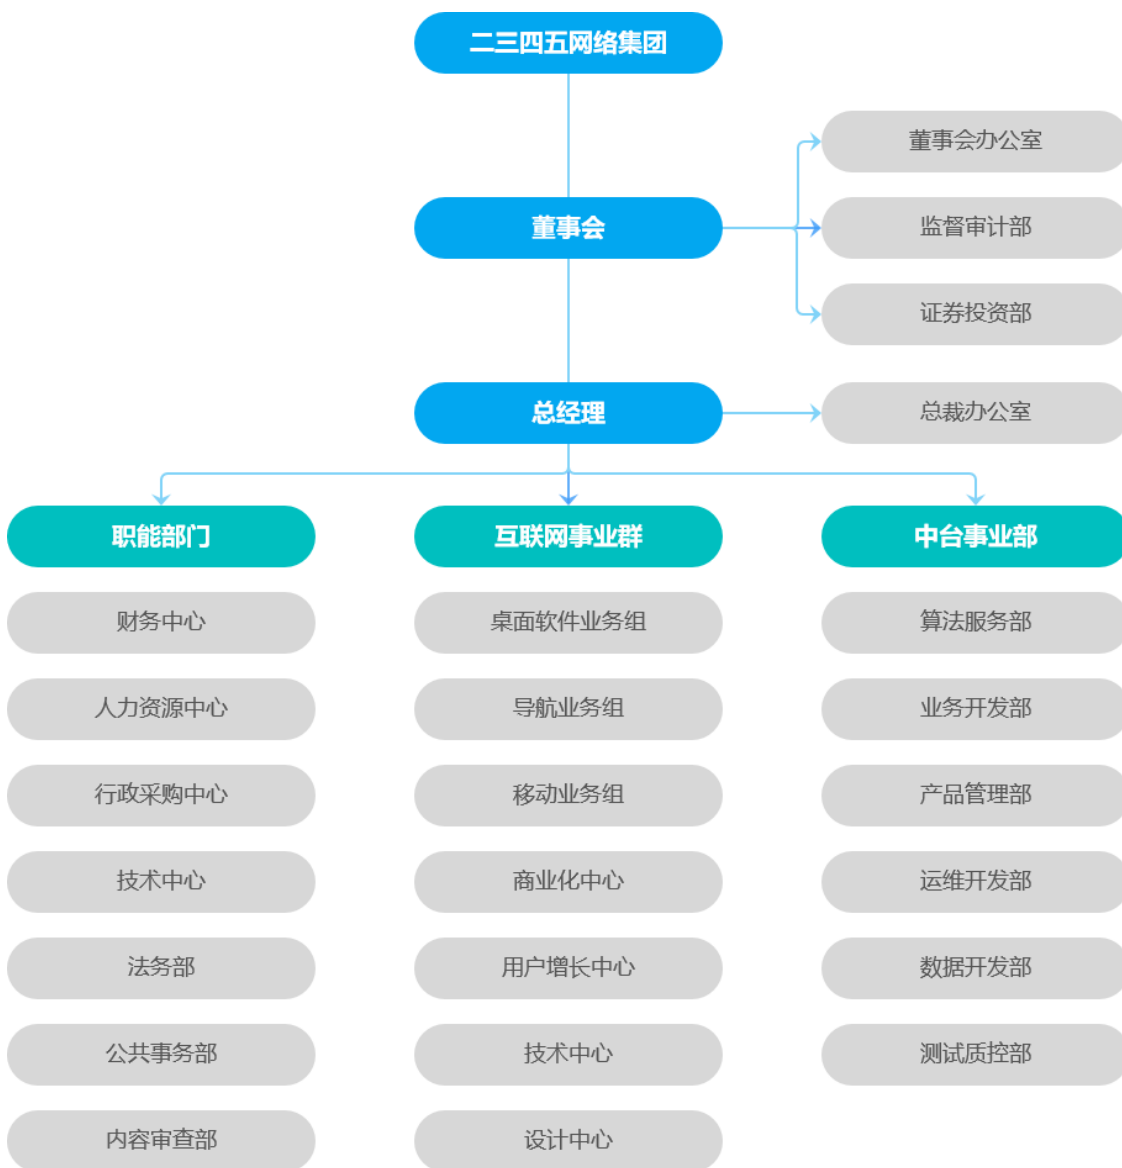 二三四五网络集团
董事会办公室
董事会
监督审计部
证券投资部
总经理
总裁办公室
职能部门
互联网事业群
中台事业部
财务中心
桌面软件业务组
算法服务部
人力资源中心
导航业务组
业务开发部
行政采购中心
移动业务组
产品管理部
技术中心
商业化中心
运维开发部
法务部
用户增长中心
数据开发部
公共事务部
技术中心
测试质控部
内容审查部
设计中心